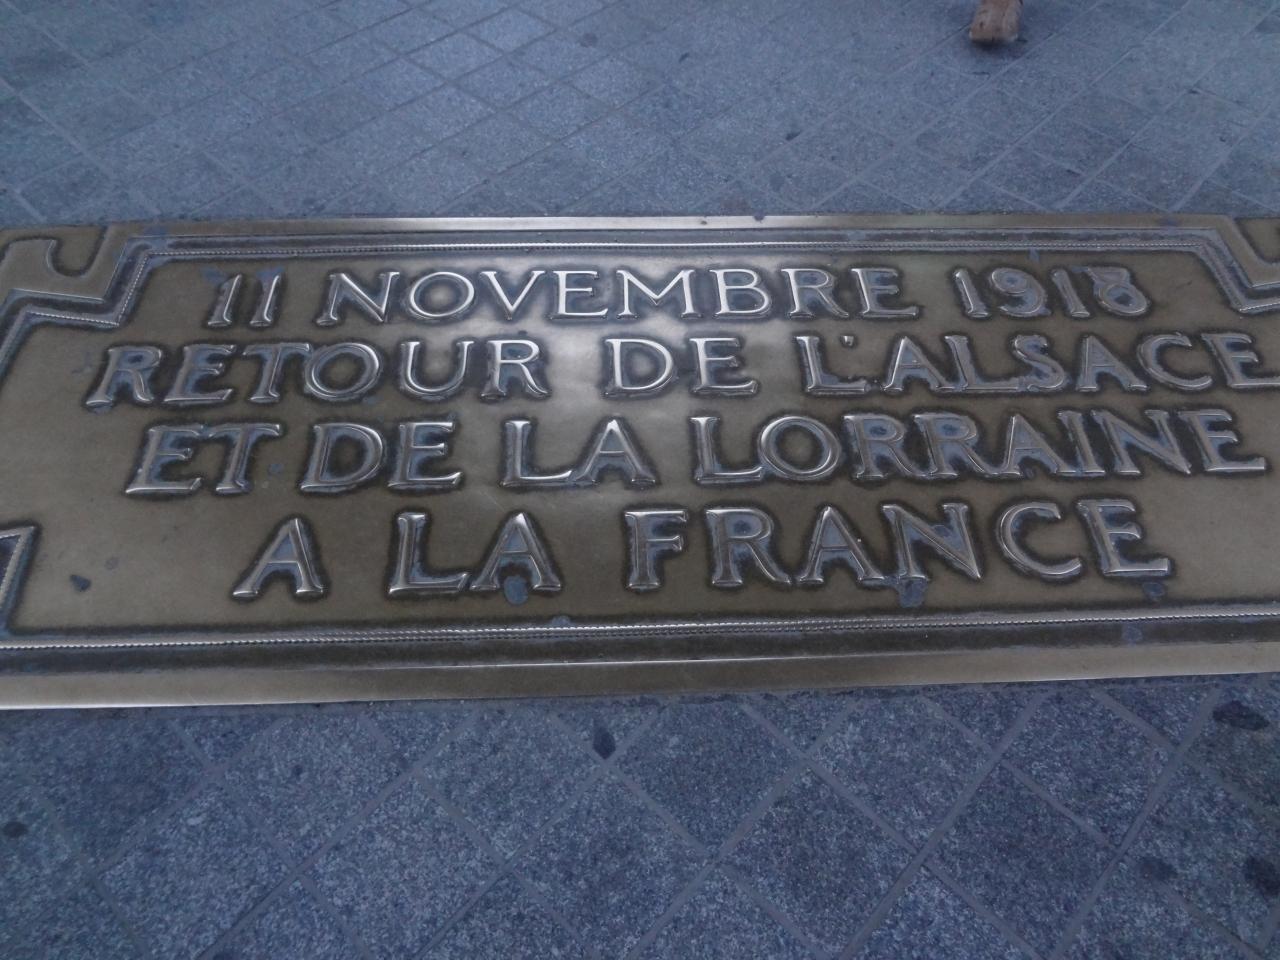 11 NOVEMBRE 1918
RETOUR DE L'ALSACE
ET DE LA LORRAINE
A LA FRANCE